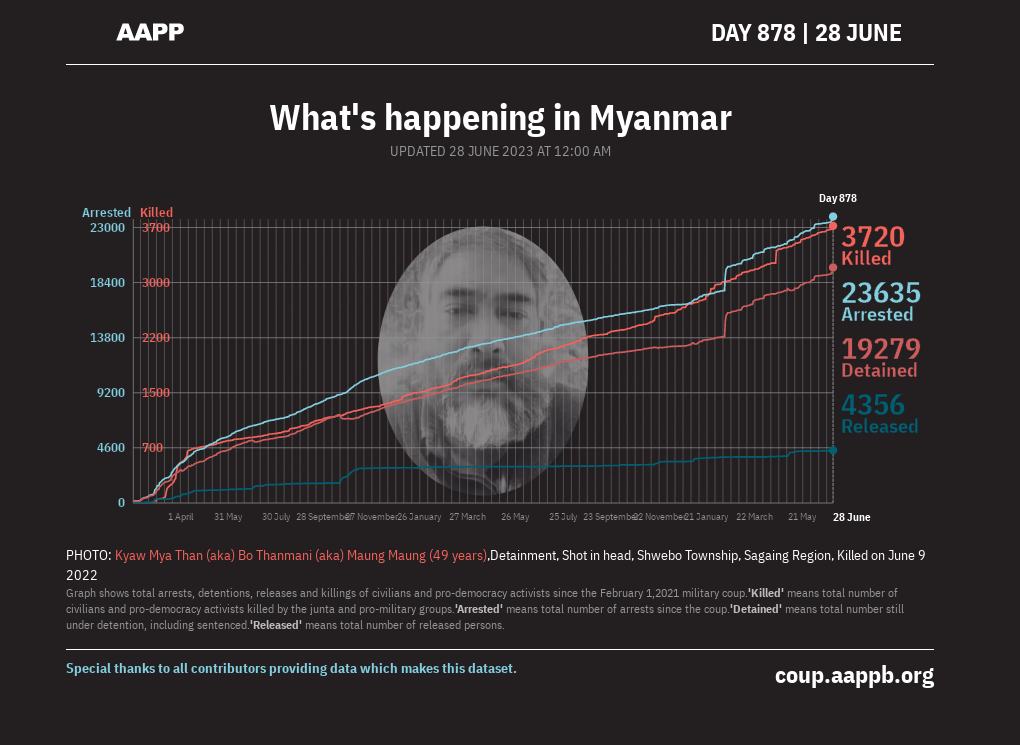 AAPP
DAY 878 | 28 JUNE
What's happening in Myanmar
UPDATED 28 JUNE 2023 AT 12:00 AM
Day 878
Arrested Killed
23000 3700
18400 3000
13800 2200
9200 1500
4600 700
0
3720
Killed
23635
Arrested
19279
Detained
4356
Released
1 April 31 May 30 July 28 September 27 November 26 January 27 March 26 May 25 July 23 September 22 November 21 January 22 March 21 May 28 June
PHOTO: Kyaw Mya Than (aka) Bo Thanmani (aka) Maung Maung (49 years),Detainment, Shot in head, Shwebo Township, Sagaing Region, Killed on June 9
2022
Graph shows total arrests, detentions, releases and killings of civilians and pro-democracy activists since the February 1,2021 military coup.'Killed' means total number of
civilians and pro-democracy activists killed by the junta and pro-military groups.'Arrested' means total number of arrests since the coup.'Detained' means total number still
under detention, including sentenced.'Released' means total number of released persons.
Special thanks to all contributors providing data which makes this dataset.
coup.aappb.org